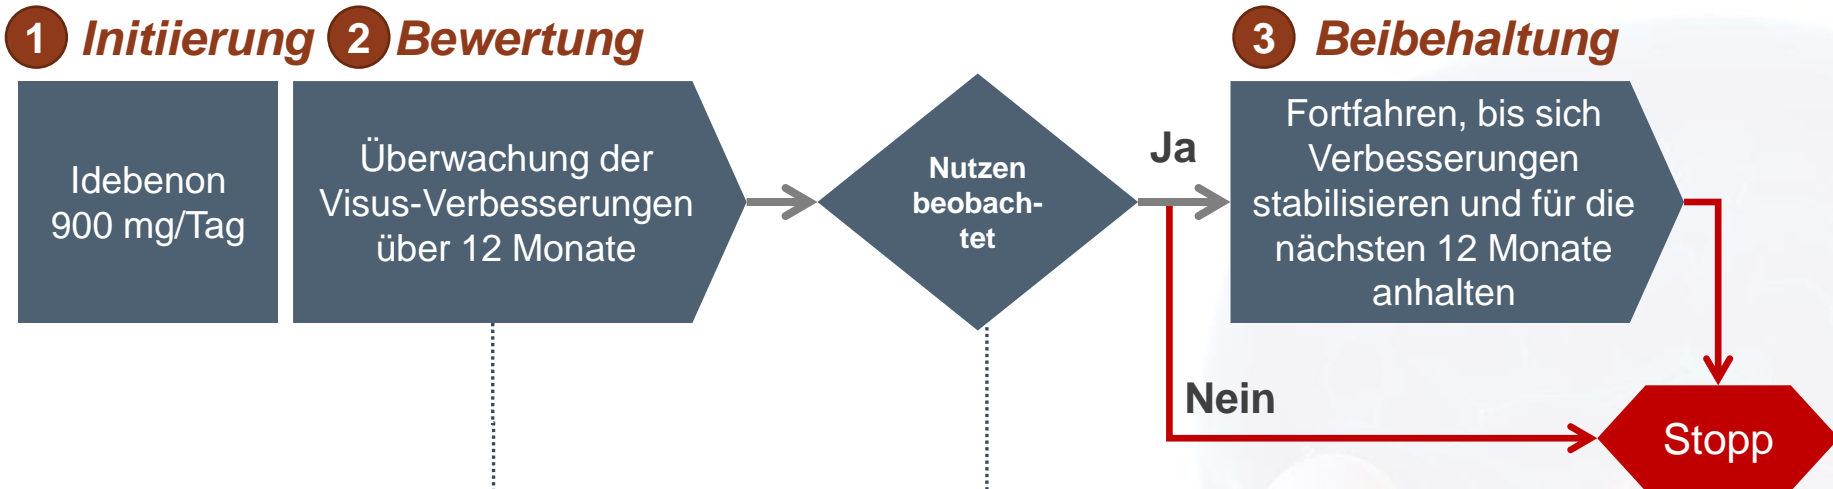 1 Initiierung
2 Bewertung
3 Beibehaltung
Idebenon
900 mg/Tag
Überwachung der
Visus-Verbesserungen
über 12 Monate
Nutzen
beobach-
tet
Ja
Fortfahren, bis sich
Verbesserungen
stabilisieren und für die
nächsten 12 Monate
anhalten
Nein
Stopp